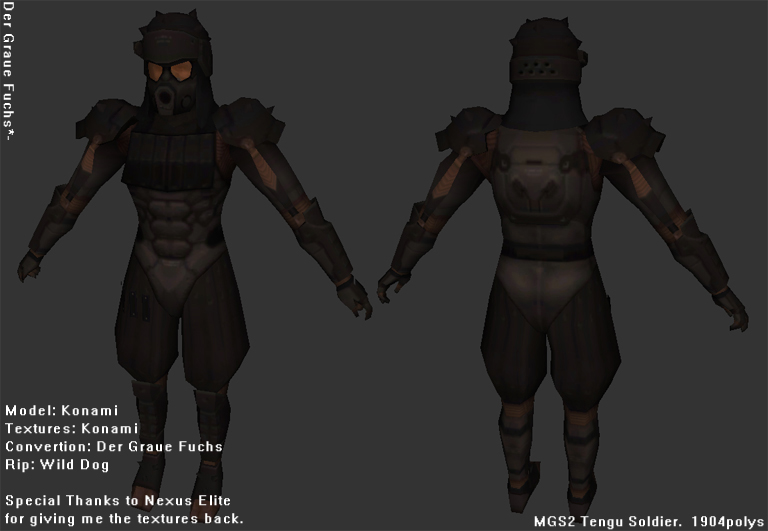 Der Graue Fuchs*-
Model: Konami
Textures: Konami
Convertion: Der Graue Fuchs
Rip: Wild Dog
Special Thanks to Nexus Elite
for giving me the textures back.
MGS2 Tengu Soldier. 1904polys